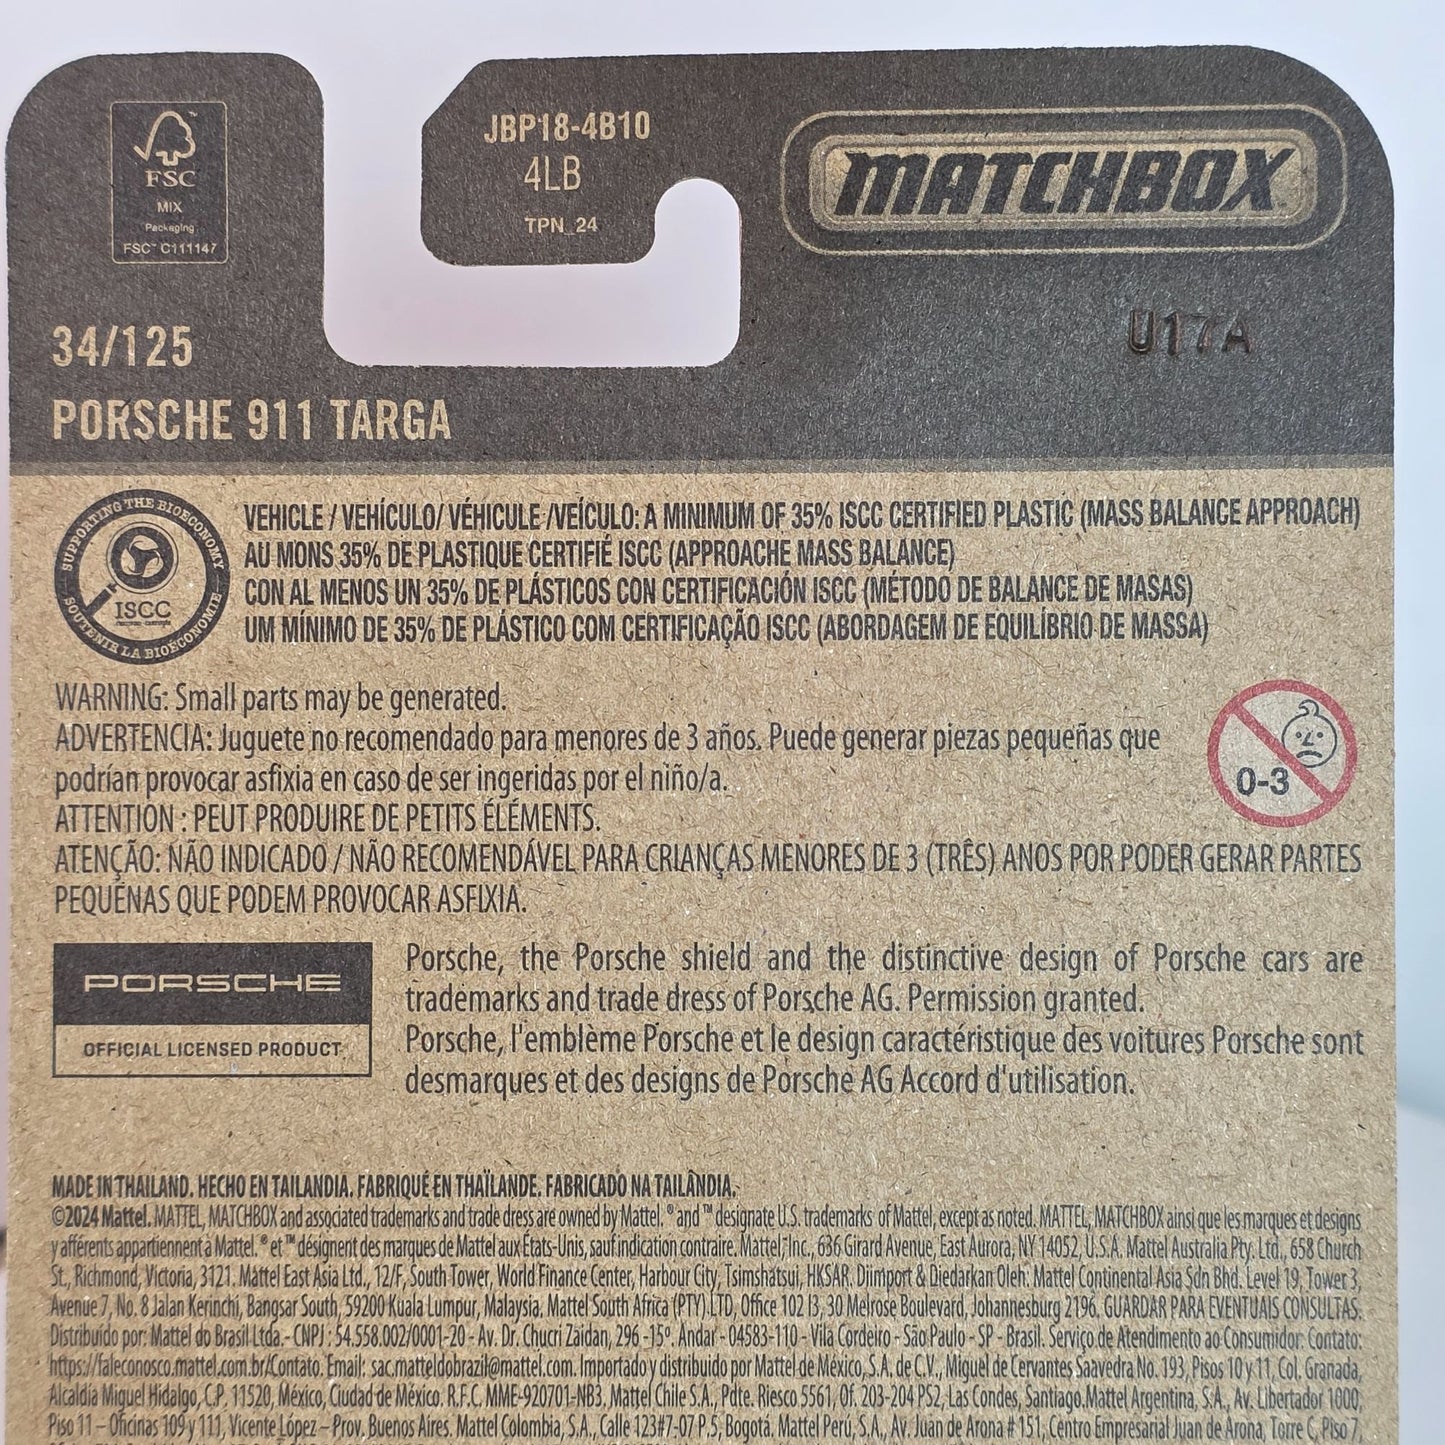 FSC
MIX
Packaging
FSC™ C111147
JBP18-4B10
4LB
TPN_24
MATCHBOX
U17A
34/125
PORSCHE 911 TARGA
SUPPORTING THE BIOECONOMY
ISCC
SOUTENIR LA BIOÉCONOMIE
VEHICLE / VEHÍCULO/ VÉHICULE /VEÍCULO: A MINIMUM OF 35% ISCC CERTIFIED PLASTIC (MASS BALANCE APPROACH)
AU MONS 35% DE PLASTIQUE CERTIFIÉ ISCC (APPROACHE MASS BALANCE)
CON AL MENOS UN 35% DE PLÁSTICOS CON CERTIFICACIÓN ISCC (MÉTODO DE BALANCE DE MASAS)
UM MÍNIMO DE 35% DE PLÁSTICO COM CERTIFICAÇÃO ISCC (ABORDAGEM DE EQUILÍBRIO DE MASSA)
WARNING: Small parts may be generated.
ADVERTENCIA: Juguete no recomendado para menores de 3 años. Puede generar piezas pequeñas que
podrían provocar asfixia en caso de ser ingeridas por el niño/a.
ATTENTION : PEUT PRODUIRE DE PETITS ÉLÉMENTS.
ATENÇÃO: NÃO INDICADO / NÃO RECOMENDÁVEL PARA CRIANÇAS MENORES DE 3 (TRÊS) ANOS POR PODER GERAR PARTES
PEQUENAS QUE PODEM PROVOCAR ASFIXIA.
0-3
PORSCHE
OFFICIAL LICENSED PRODUCT
Porsche, the Porsche shield and the distinctive design of Porsche cars are
trademarks and trade dress of Porsche AG. Permission granted.
Porsche, l'emblème Porsche et le design caractéristique des voitures Porsche sont
desmarques et des designs de Porsche AG Accord d'utilisation.
MADE IN THAILAND. HECHO EN TAILANDIA. FABRIQUÉ EN THAÏLANDE. FABRICADO NA TAILÂNDIA.
©2024 Mattel. MATTEL, MATCHBOX and associated trademarks and trade dress are owned by Mattel. ® and ™ designate U.S. trademarks of Mattel, except as noted. MATTEL, MATCHBOX ainsi que les marques et designs
y afférents appartiennent à Mattel. ® et ™ désignent des marques de Mattel aux États-Unis, sauf indication contraire. Mattel, Inc., 636 Girard Avenue, East Aurora, NY 14052, U.S.A. Mattel Australia Pty. Ltd., 658 Church
St., Richmond, Victoria, 3121. Mattel East Asia Ltd., 12/F, South Tower, World Finance Center, Harbour City, Tsimshatsui, HKSAR. Diimport & Diedarkan Oleh: Mattel Continental Asia Sdn Bhd. Level 19, Tower 3,
Avenue 7, No. 8 Jalan Kerinchi, Bangsar South, 59200 Kuala Lumpur, Malaysia. Mattel South Africa (PTY) LTD, Office 102 I3, 30 Melrose Boulevard, Johannesburg 2196. GUARDAR PARA EVENTUAIS CONSULTAS.
Distribuído por: Mattel do Brasil Ltda.- CNPJ : 54.558.002/0001-20 - Av. Dr. Chucri Zaidan, 296 -15º. Andar - 04583-110 - Vila Cordeiro - São Paulo - SP - Brasil. Serviço de Atendimento ao Consumidor: Contato:
https://faleconosco.mattel.com.br/Contato. Email: sac.matteldobrazil@mattel.com. Importado y distribuido por Mattel de México, S.A. de C.V., Miguel de Cervantes Saavedra No. 193, Pisos 10 y 11, Col. Granada,
Alcaldía Miguel Hidalgo, C.P. 11520, México, Ciudad de México. R.F.C. MME-920701-NB3. Mattel Chile S.A., Pdte. Riesco 5561, Of. 203-204 PS2, Las Condes, Santiago. Mattel Argentina, S.A., Av. Libertador 1000,
Piso 11 – Oficinas 109 y 111, Vicente López – Prov. Buenos Aires. Mattel Colombia, S.A., Calle 123#7-07 P.5, Bogotá. Mattel Perú, S.A., Av. Juan de Arona # 151, Centro Empresarial Juan de Arona, Torre C, Piso 7,